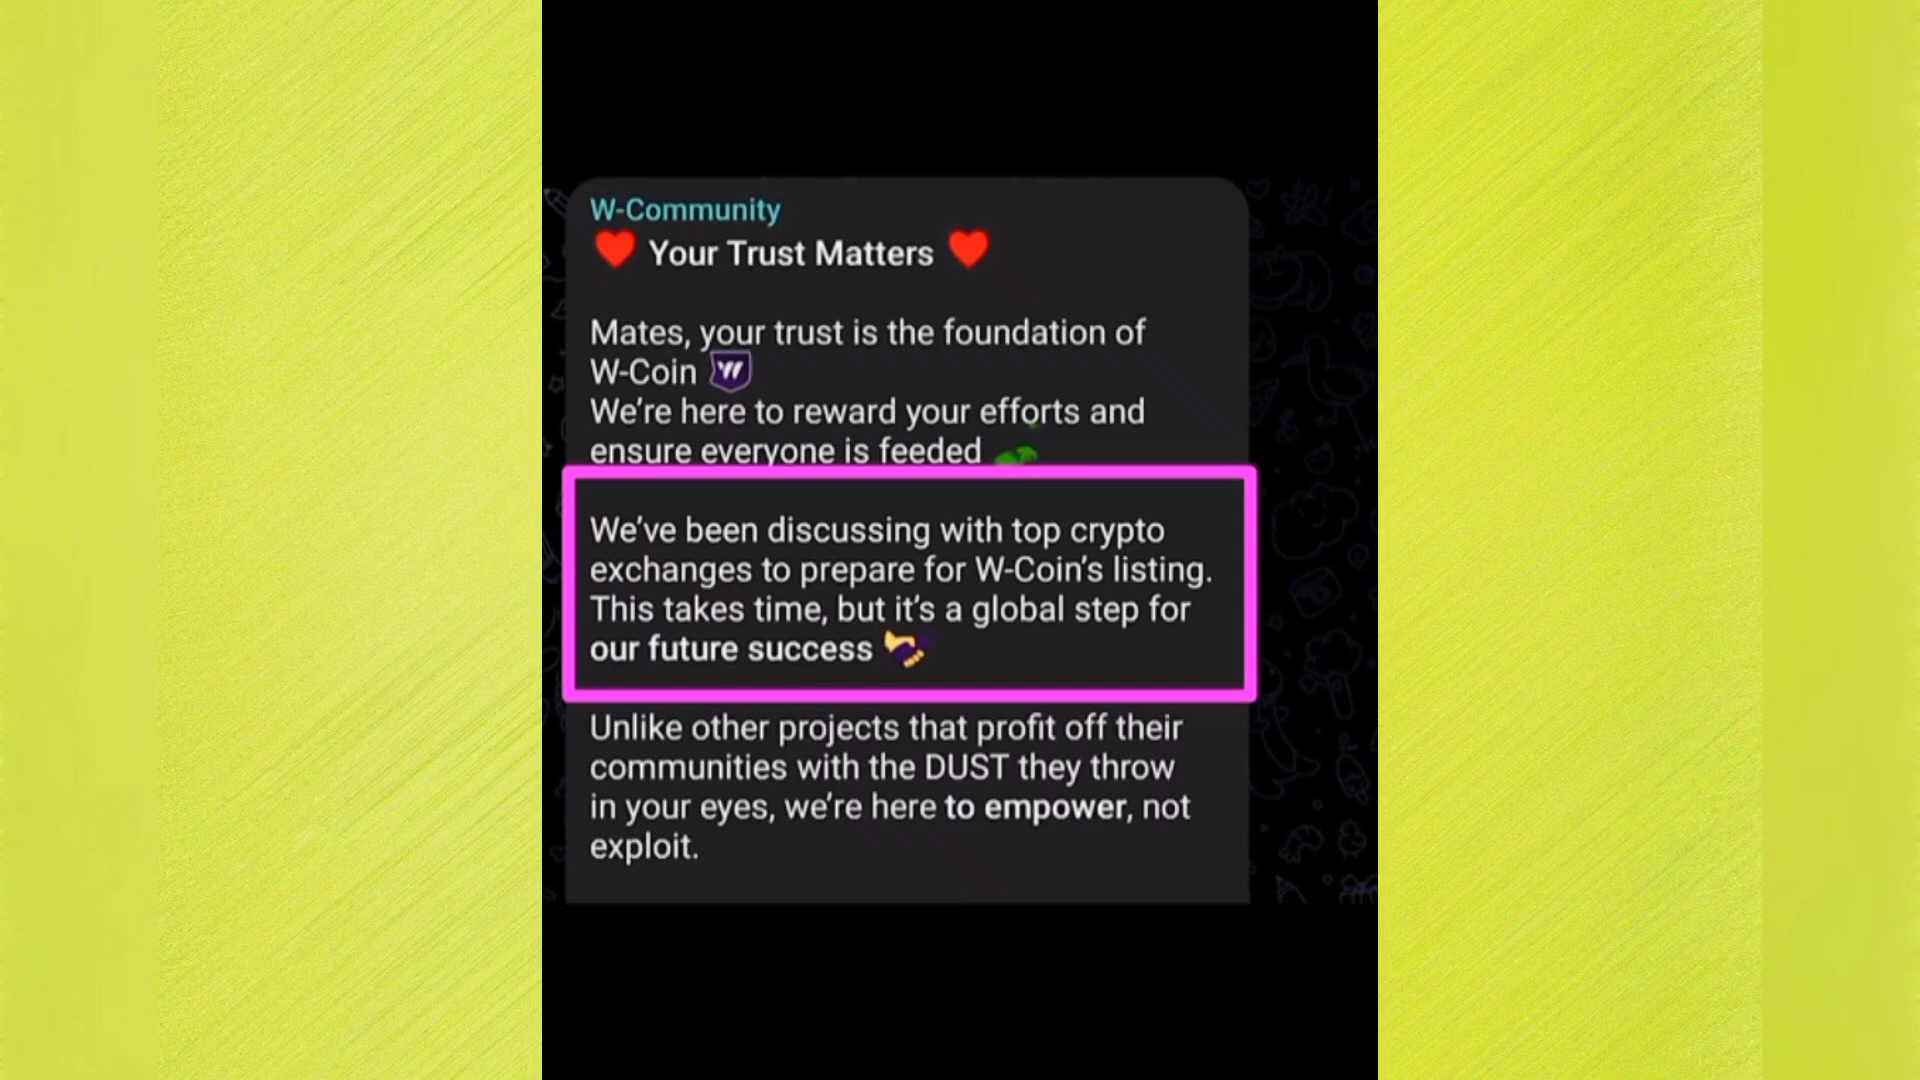 W-Community
Your Trust Matters
Mates, your trust is the foundation of
W-Coin
We're here to reward your efforts and
ensure everyone is feeded
We've been discussing with top crypto
exchanges to prepare for W-Coin's listing.
This takes time, but it's a global step for
our future success
Unlike other projects that profit off their
communities with the DUST they throw
in your eyes, we're here to empower, not
exploit.